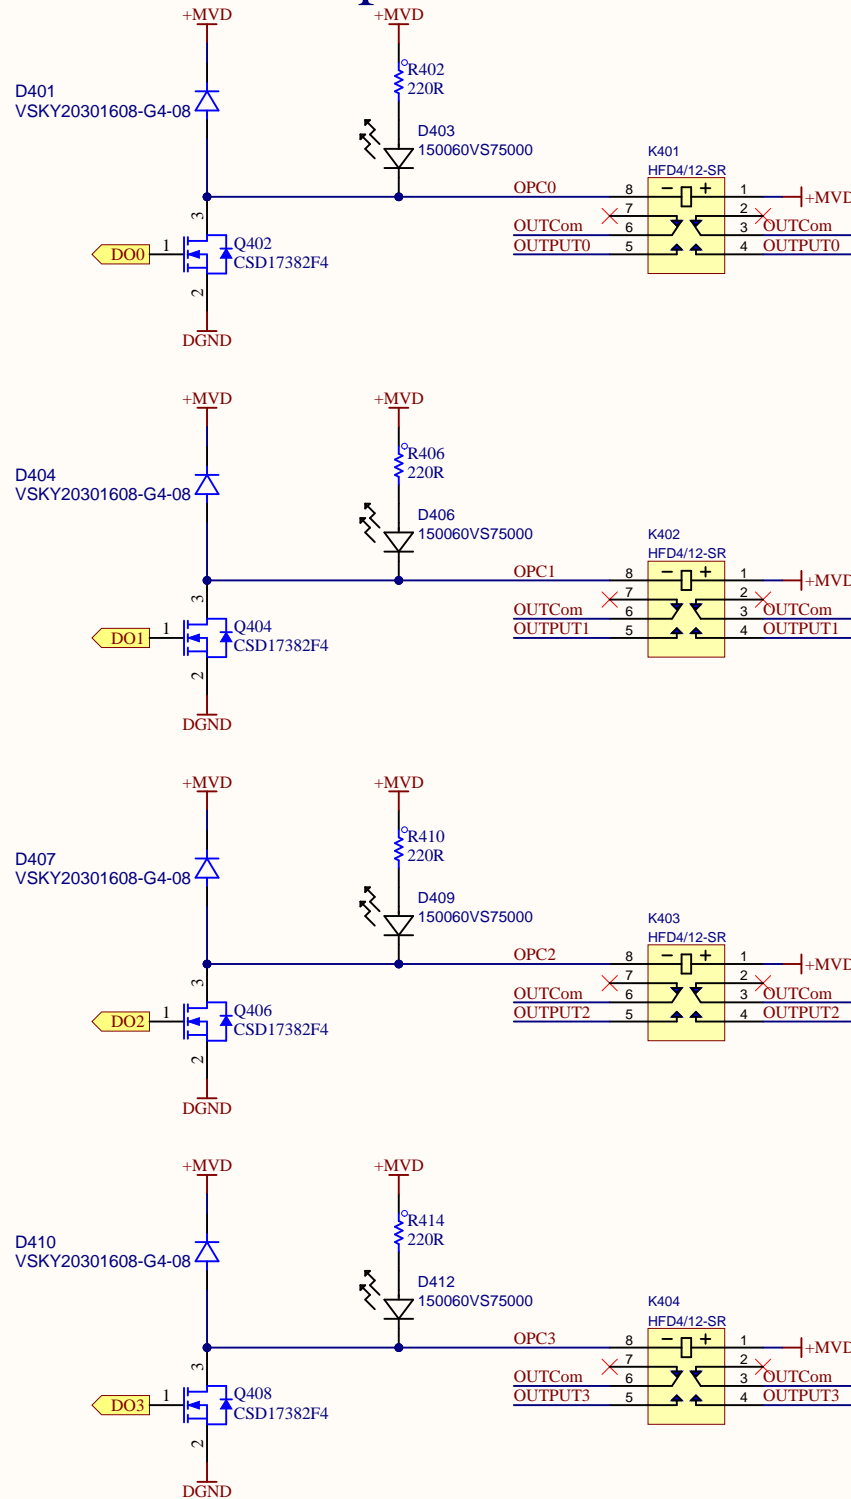 +MVD
+MVD
R402
220R
D401
VSKY20301608-G4-08
D403
150060VS75000
K401
HFD4/12-SR
OPC0
8
1
+MVD
3
7
2
OUTCom
6
3
OUTCom
DO0
1
Q402
CSD17382F4
OUTPUT0
5
4
OUTPUT0
2
DGND
+MVD
+MVD
R406
220R
D404
VSKY20301608-G4-08
D406
150060VS75000
K402
HFD4/12-SR
OPC1
8
1
+MVD
3
7
2
OUTCom
6
3
OUTCom
DO1
1
Q404
CSD17382F4
OUTPUT1
5
4
OUTPUT1
2
DGND
+MVD
+MVD
R410
220R
D407
VSKY20301608-G4-08
D409
150060VS75000
K403
HFD4/12-SR
OPC2
8
1
+MVD
3
7
2
OUTCom
6
3
OUTCom
DO2
1
Q406
CSD17382F4
OUTPUT2
5
4
OUTPUT2
2
DGND
+MVD
+MVD
R414
220R
D410
VSKY20301608-G4-08
D412
150060VS75000
K404
HFD4/12-SR
OPC3
8
1
+MVD
3
7
2
OUTCom
6
3
OUTCom
DO3
1
Q408
CSD17382F4
OUTPUT3
5
4
OUTPUT3
2
DGND